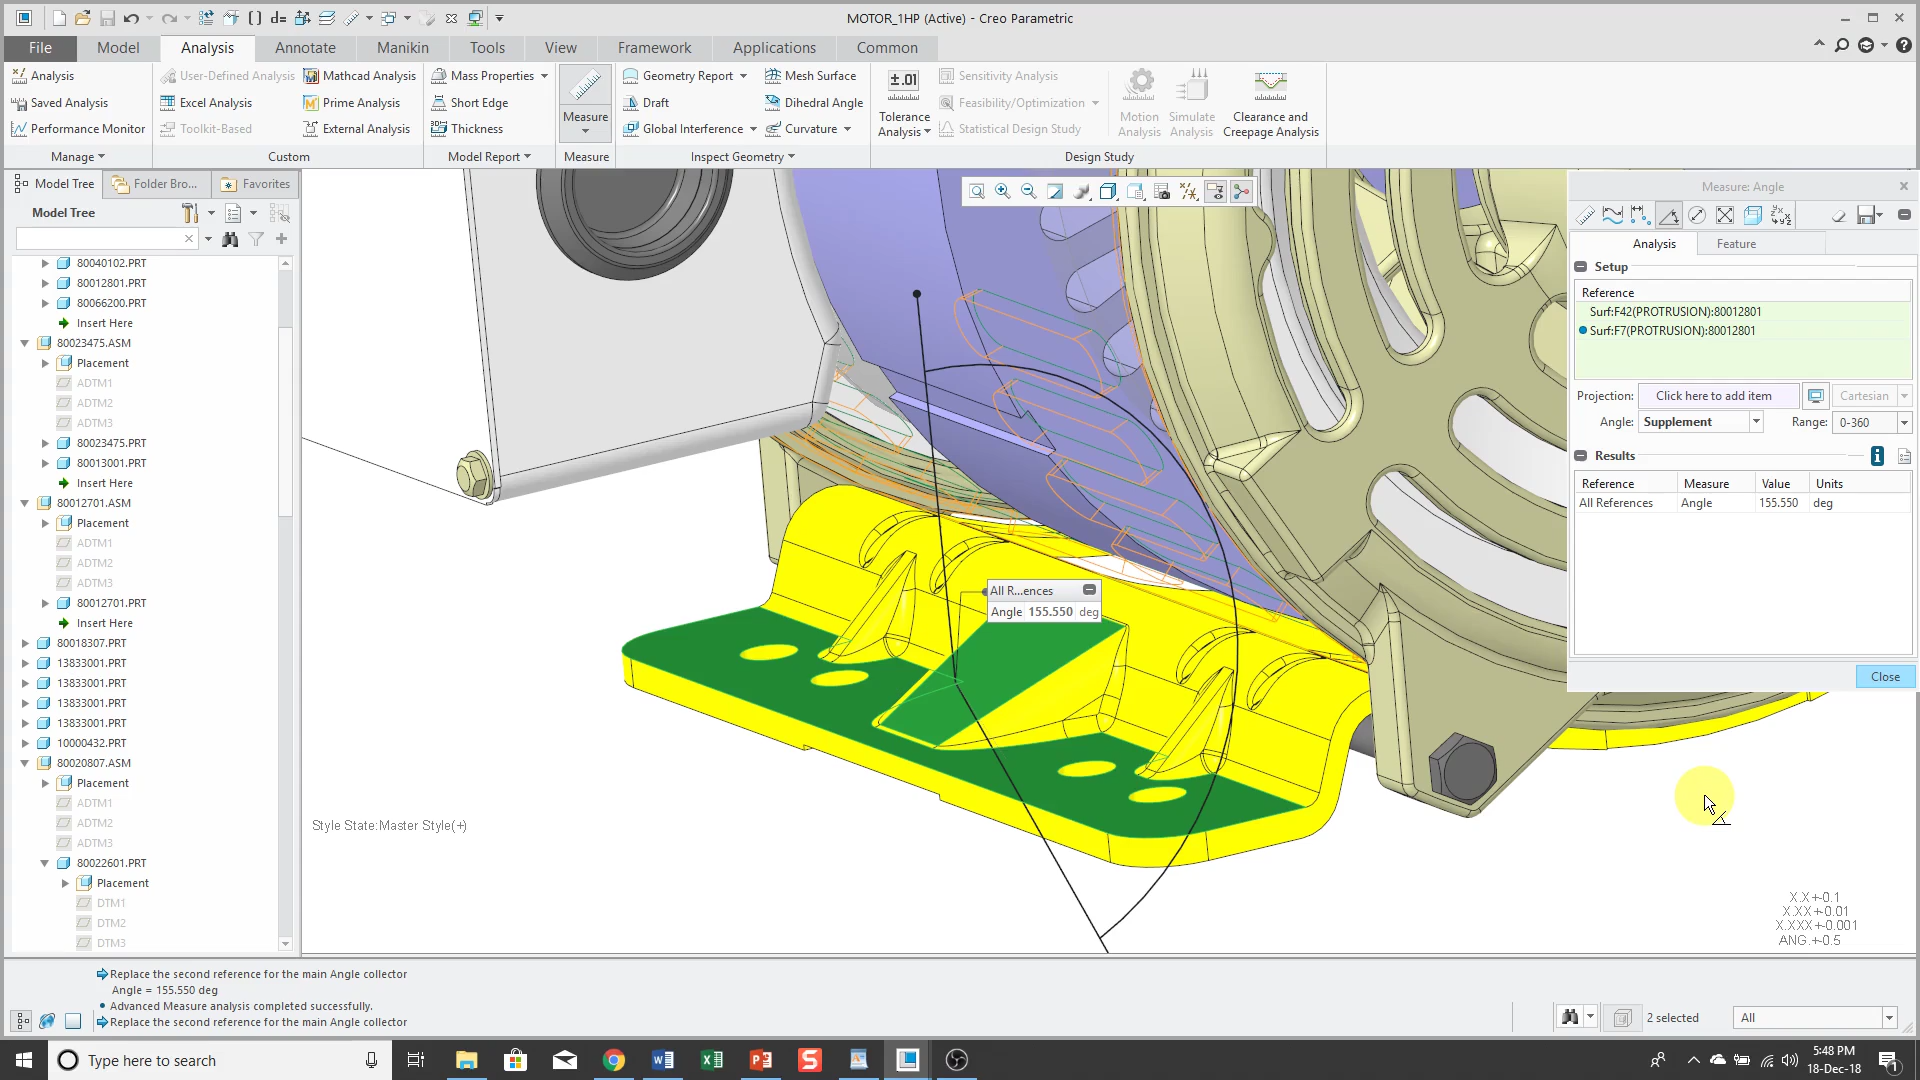 MOTOR_1HP (Active) - Creo Parametric
File Model Analysis Annotate Manikin Tools View Framework Applications Common
Analysis
Saved Analysis
Performance Monitor
Manage
User-Defined Analysis
Excel Analysis
Toolkit-Based
Mathcad Analysis
Prime Analysis
External Analysis
Custom
Mass Properties
Short Edge
Thickness
Model Report
Measure
Measure
Geometry Report
Draft
Global Interference
Mesh Surface
Dihedral Angle
Curvature
Inspect Geometry
±.01
Tolerance
Analysis
Sensitivity Analysis
Feasibility/Optimization
Statistical Design Study
Motion
Analysis
Simulate
Analysis
Clearance and
Creepage Analysis
Design Study
Model Tree Folder Bro... Favorites
Model Tree
80040102.PRT
80012801.PRT
80066200.PRT
Insert Here
80023475.ASM
Placement
ADTM1
ADTM2
ADTM3
80023475.PRT
80013001.PRT
Insert Here
80012701.ASM
Placement
ADTM1
ADTM2
ADTM3
80012701.PRT
Insert Here
80018307.PRT
13833001.PRT
13833001.PRT
13833001.PRT
13833001.PRT
10000432.PRT
80020807.ASM
Placement
ADTM1
ADTM2
ADTM3
80022601.PRT
Placement
DTM1
DTM2
DTM3
All R...ences
Angle 155.550 deg
Style State:Master Style(+)
Measure: Angle
Analysis Feature
Setup
Reference
Surf:F42(PROTRUSION):80012801
Surf:F7(PROTRUSION):80012801
Projection: Click here to add item Cartesian
Angle: Supplement Range: 0-360
Results
Reference Measure Value Units
All References Angle 155.550 deg
Close
X.X+-0.1
X.XX+-0.01
X.XXX+-0.001
ANG.+-0.5
Replace the second reference for the main Angle collector
Angle = 155.550 deg
Advanced Measure analysis completed successfully.
Replace the second reference for the main Angle collector
2 selected All
Type here to search
5:48 PM
18-Dec-18
1